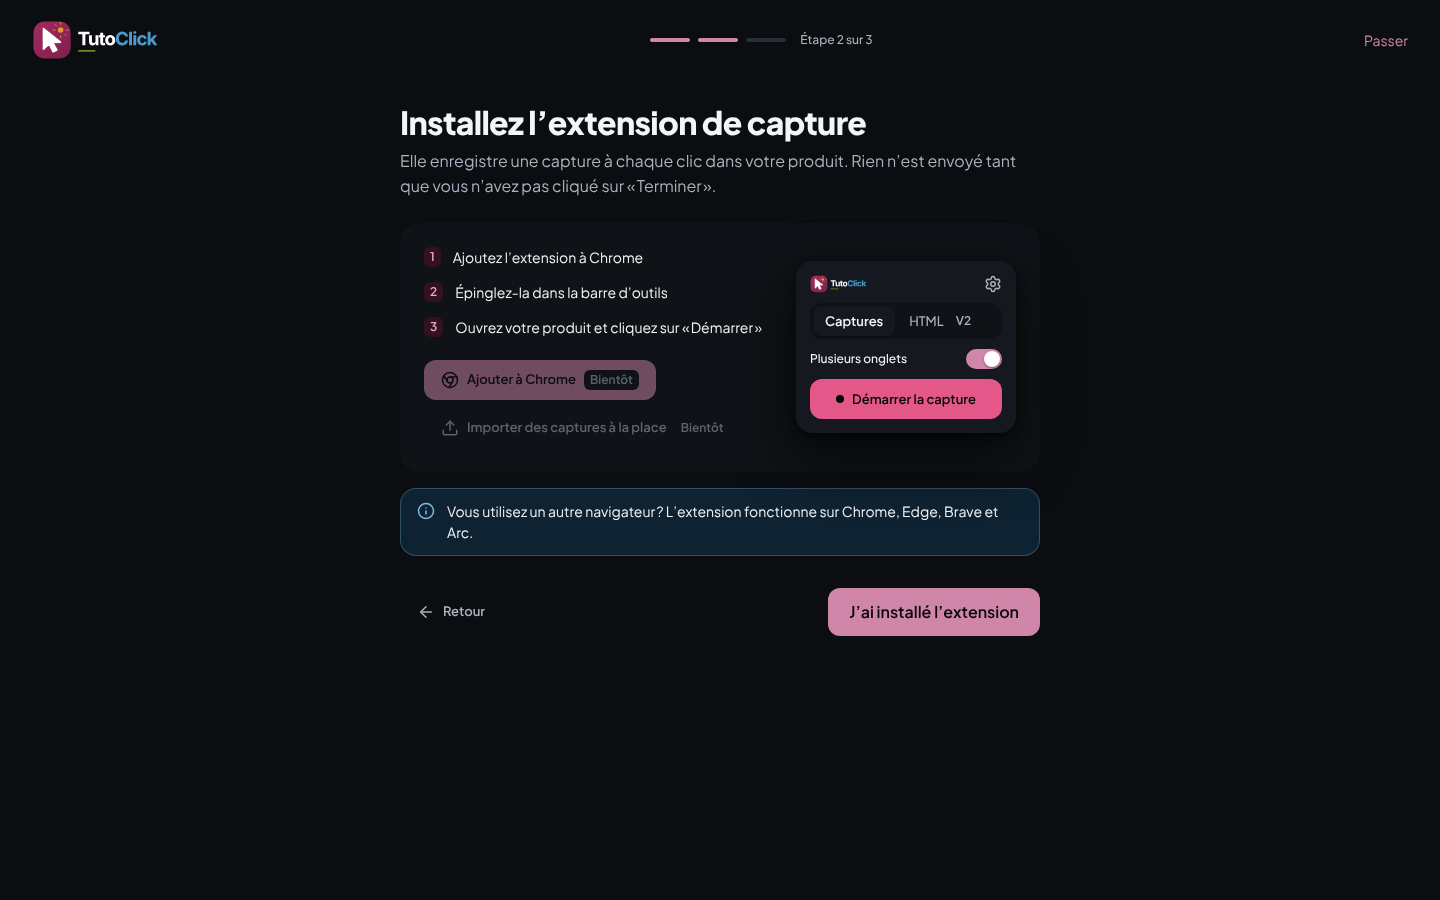 TutoClick
Étape 2 sur 3
Passer
Installez l’extension de capture
Elle enregistre une capture à chaque clic dans votre produit. Rien n’est envoyé tant
que vous n’avez pas cliqué sur « Terminer ».
1 Ajoutez l’extension à Chrome
2 Épinglez-la dans la barre d’outils
3 Ouvrez votre produit et cliquez sur « Démarrer »
Ajouter à Chrome Bientôt
Importer des captures à la place Bientôt
TutoClick
Captures HTML V2
Plusieurs onglets
Démarrer la capture
Vous utilisez un autre navigateur ? L’extension fonctionne sur Chrome, Edge, Brave et
Arc.
Retour
J’ai installé l’extension